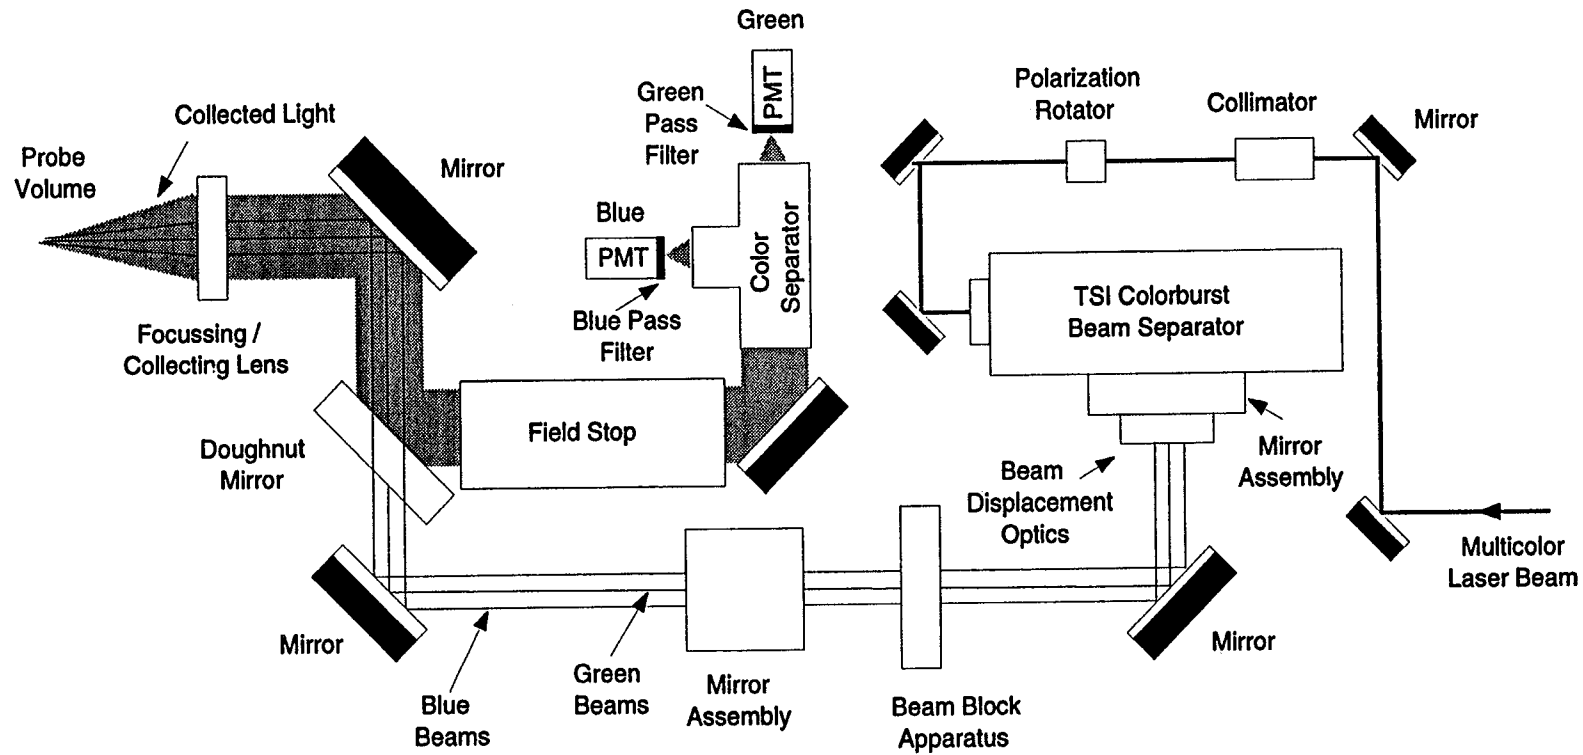 Green
PMT
Green
Pass
Filter
Collected Light
Probe
Volume
Mirror
Blue
PMT
Color
Separator
Blue Pass
Filter
Focussing /
Collecting Lens
Polarization
Rotator
Collimator
Mirror
TSI Colorburst
Beam Separator
Field Stop
Doughnut
Mirror
Beam
Displacement
Optics
Mirror
Assembly
Multicolor
Laser Beam
Mirror
Blue
Beams
Green
Beams
Mirror
Assembly
Beam Block
Apparatus
Mirror